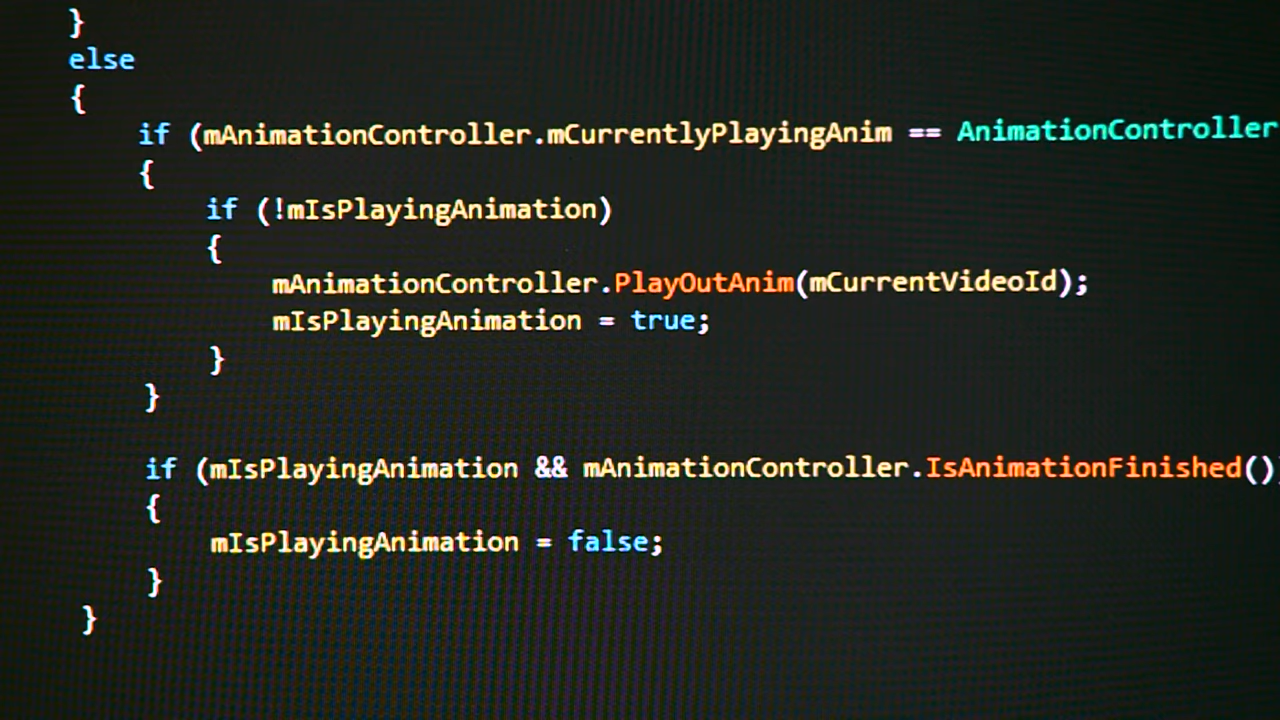 }
else
{
if (mAnimationController.mCurrentlyPlayingAnim == AnimationController
{
if (!mIsPlayingAnimation)
{
mAnimationController.PlayOutAnim(mCurrentVideoId);
mIsPlayingAnimation = true;
}
}
if (mIsPlayingAnimation && mAnimationController.IsAnimationFinished())
{
mIsPlayingAnimation = false;
}
}